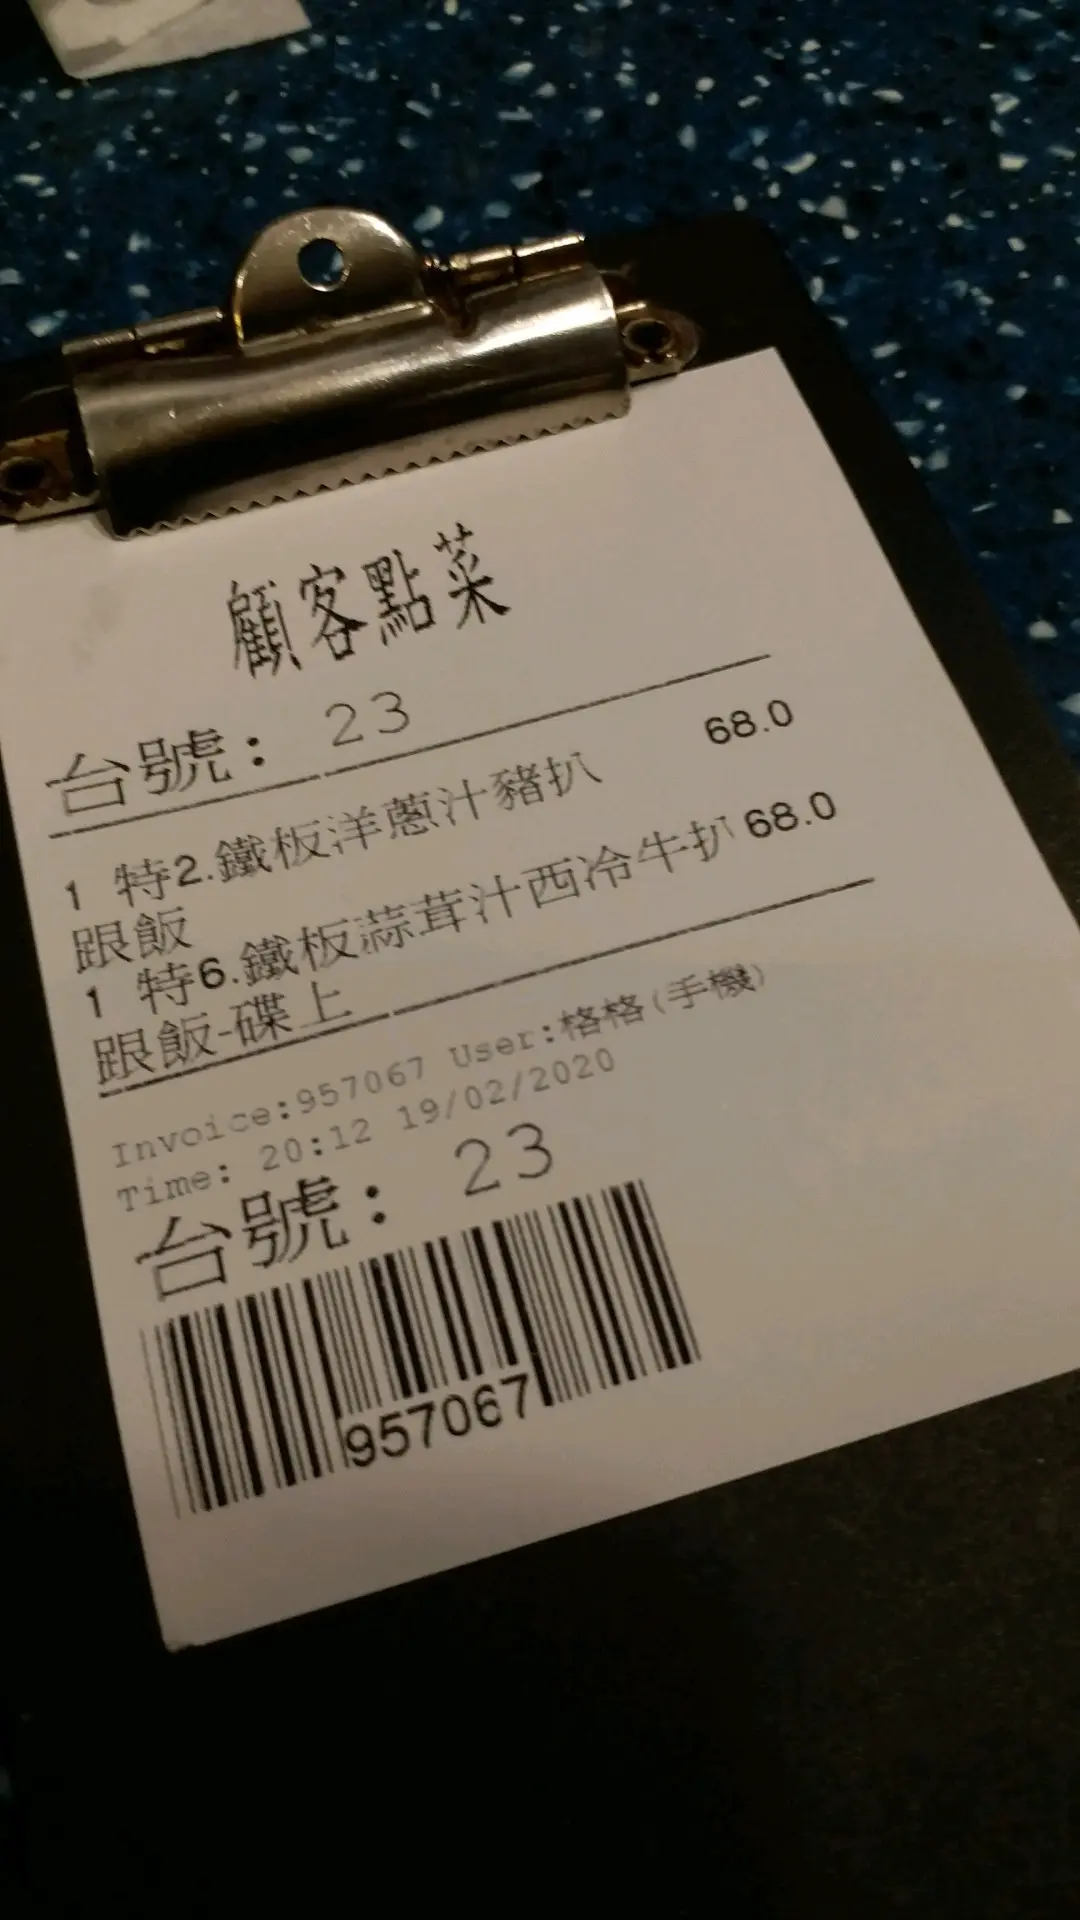 顧客點菜
台號: 23
1 特2.鐵板洋蔥汁豬扒 68.0
跟飯
1 特6.鐵板蒜茸汁西冷牛扒 68.0
跟飯-碟上
Invoice:957067 User:格格(手機)
Time: 20:12 19/02/2020
台號: 23
957067